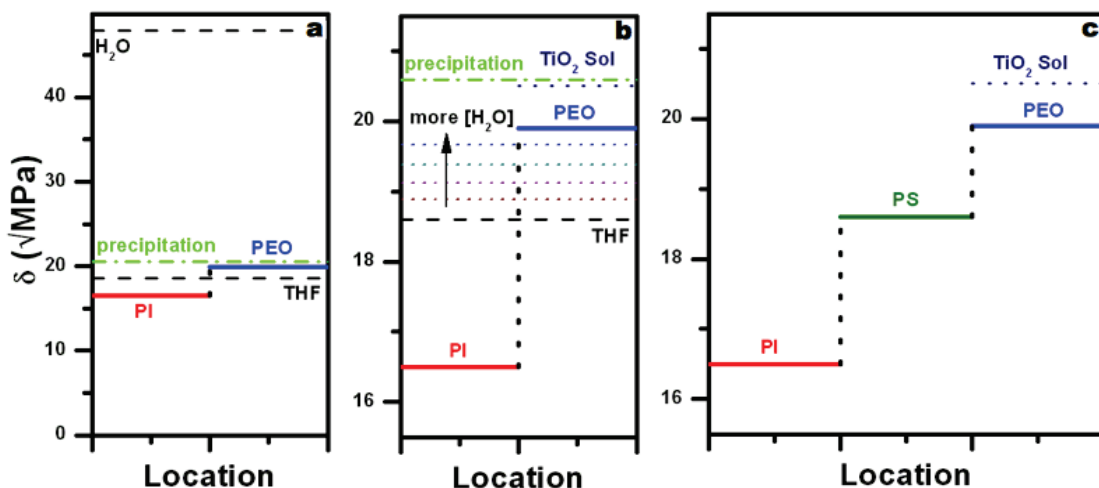 a
H₂O
40
30
20
10
0
precipitation
PEO
THF
PI
δ (√MPa)
Location
b
precipitation
TiO₂ Sol
20
18
16
more [H₂O]
PEO
THF
PI
Location
c
TiO₂ Sol
PEO
20
18
16
PS
PI
Location